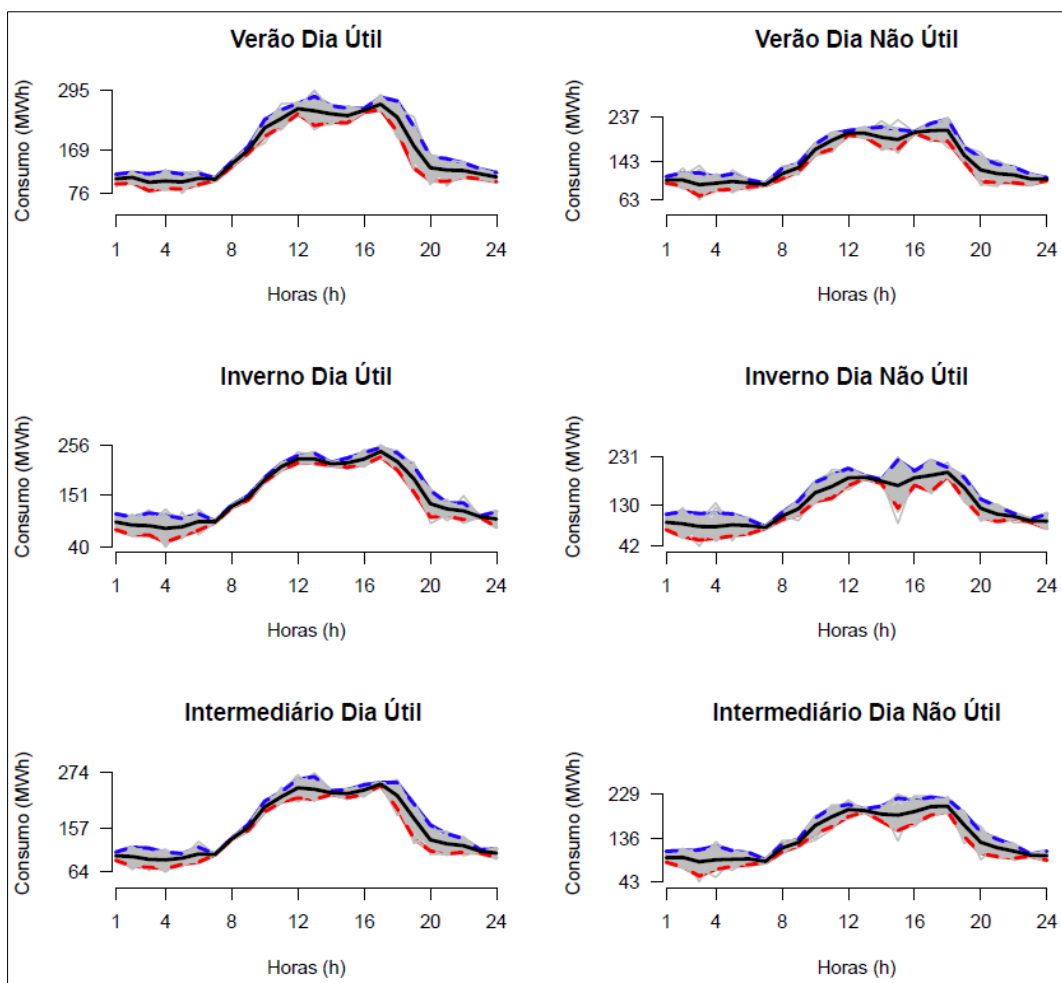 Verão Dia Útil
Consumo (MWh)
295
169
76
1 4 8 12 16 20 24
Horas (h)
Verão Dia Não Útil
Consumo (MWh)
237
143
63
1 4 8 12 16 20 24
Horas (h)
Inverno Dia Útil
Consumo (MWh)
256
151
40
1 4 8 12 16 20 24
Horas (h)
Inverno Dia Não Útil
Consumo (MWh)
231
130
42
1 4 8 12 16 20 24
Horas (h)
Intermediário Dia Útil
Consumo (MWh)
274
157
64
1 4 8 12 16 20 24
Horas (h)
Intermediário Dia Não Útil
Consumo (MWh)
229
136
43
1 4 8 12 16 20 24
Horas (h)